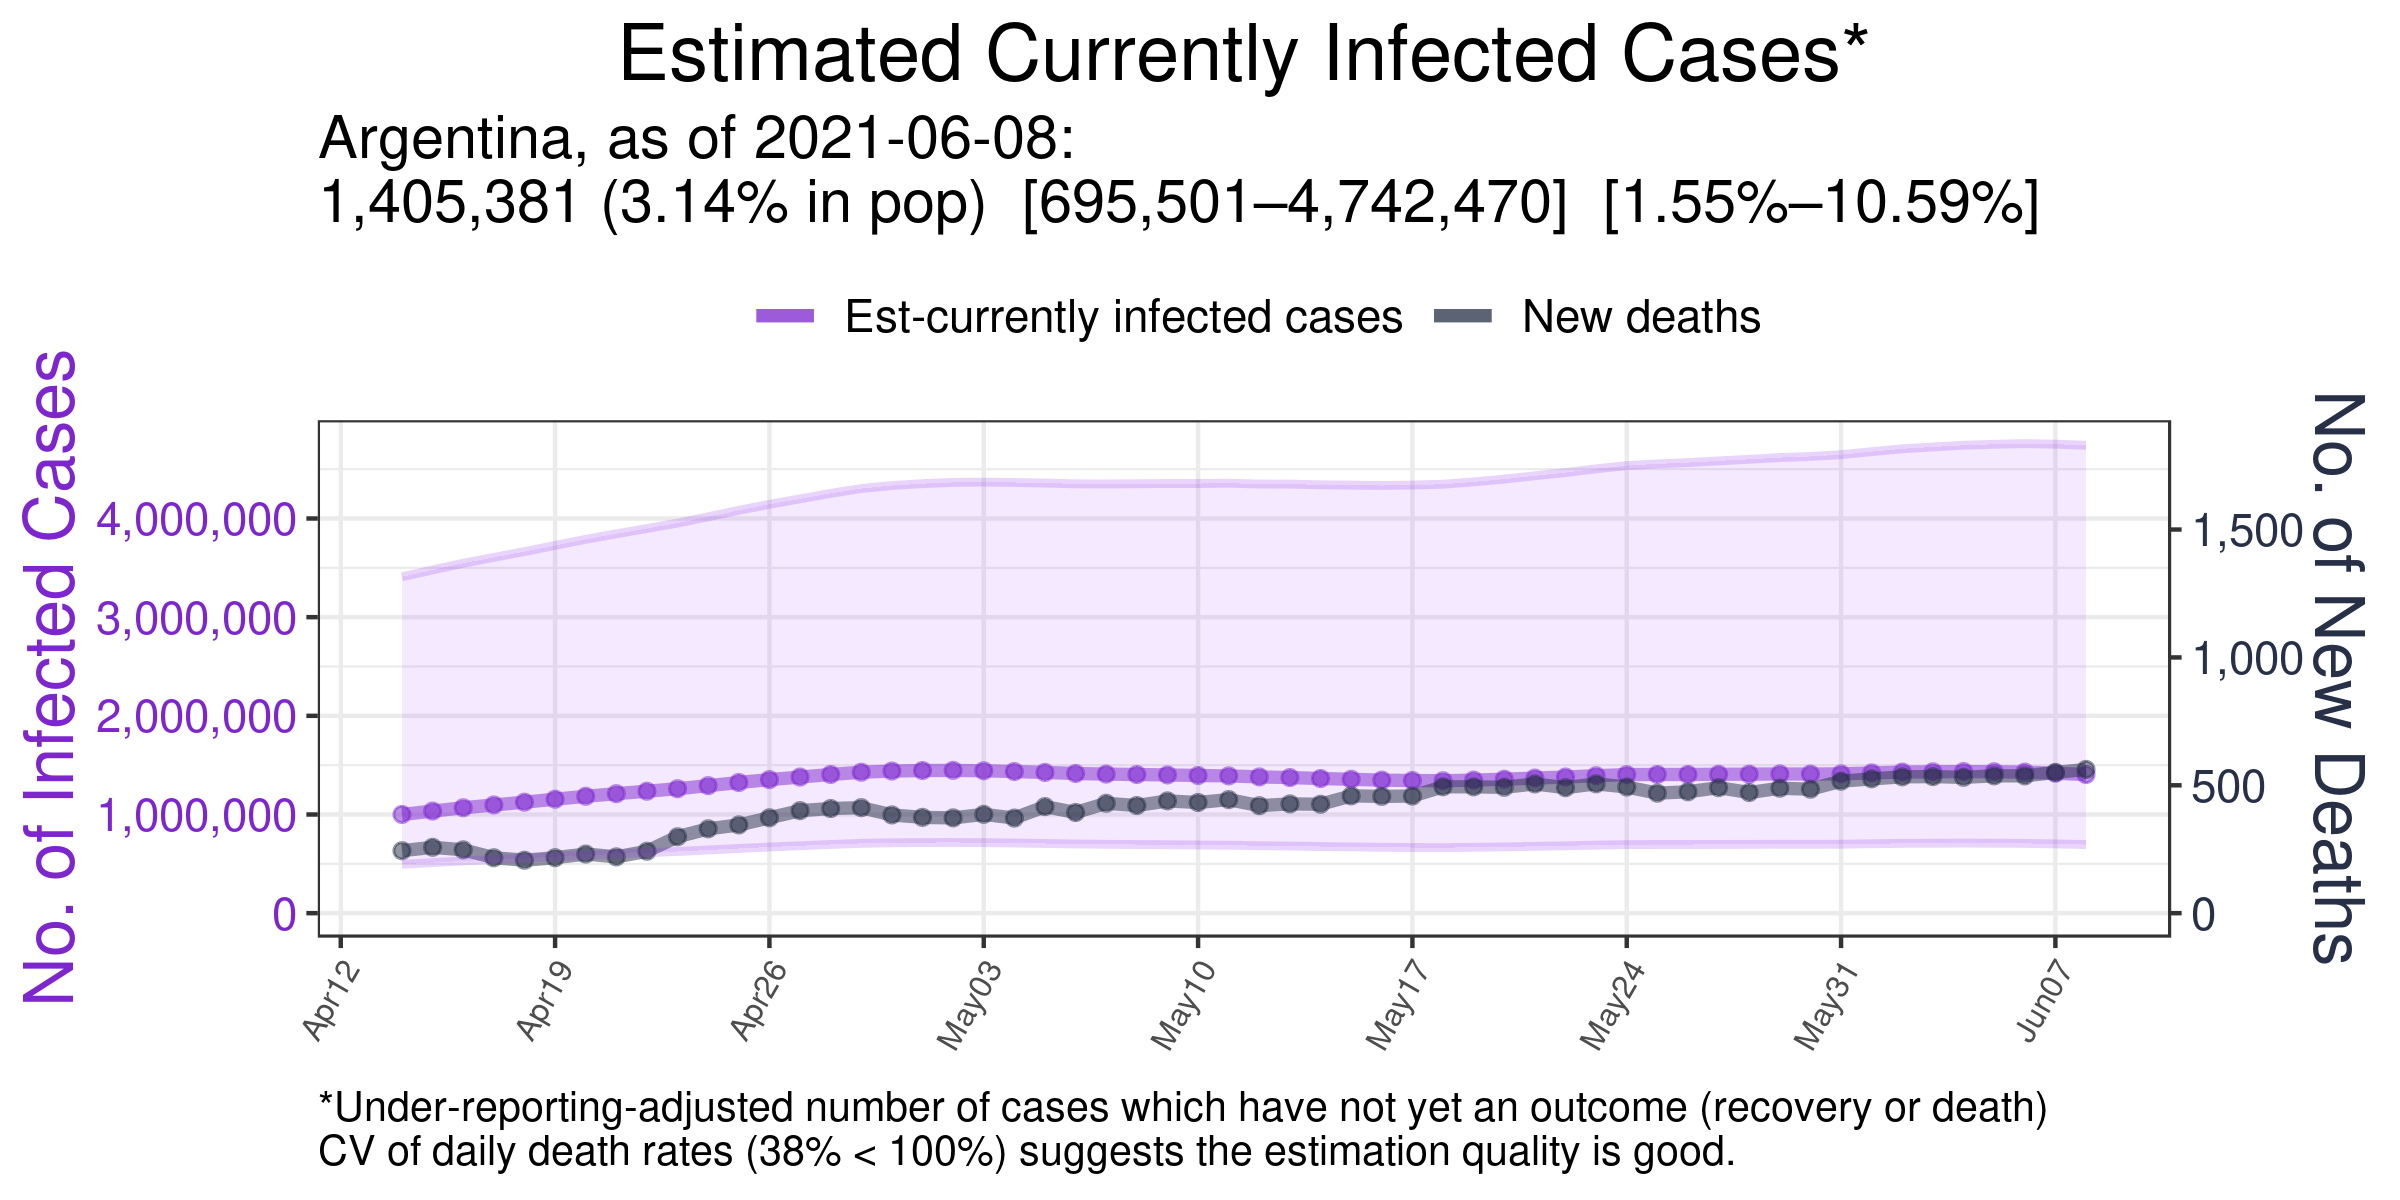 Estimated Currently Infected Cases*
Argentina, as of 2021-06-08:
1,405,381 (3.14% in pop) [695,501–4,742,470] [1.55%–10.59%]
Est-currently infected cases
New deaths
No. of Infected Cases
4,000,000
3,000,000
2,000,000
1,000,000
0
1,500
1,000
500
0
No. of New Deaths
Apr12
Apr19
Apr26
May03
May10
May17
May24
May31
Jun07
*Under-reporting-adjusted number of cases which have not yet an outcome (recovery or death)
CV of daily death rates (38% < 100%) suggests the estimation quality is good.